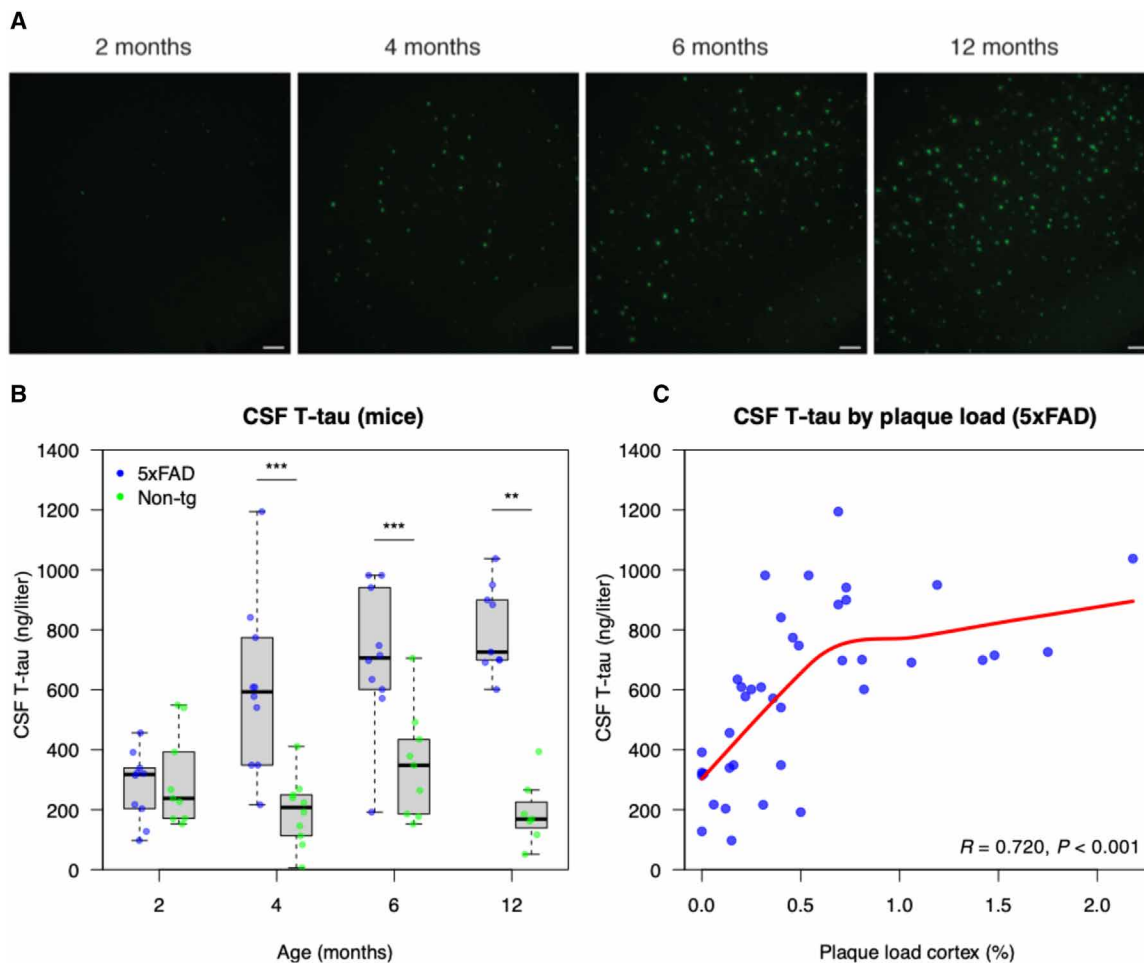 A
2 months
4 months
6 months
12 months
B
CSF T-tau (mice)
CSF T-tau (ng/liter)
1400
1200
1000
800
600
400
200
0
5xFAD
Non-tg
***
***
**
2
4
6
12
Age (months)
C
CSF T-tau by plaque load (5xFAD)
CSF T-tau (ng/liter)
1400
1200
1000
800
600
400
200
0
R = 0.720, P < 0.001
0.0
0.5
1.0
1.5
2.0
Plaque load cortex (%)